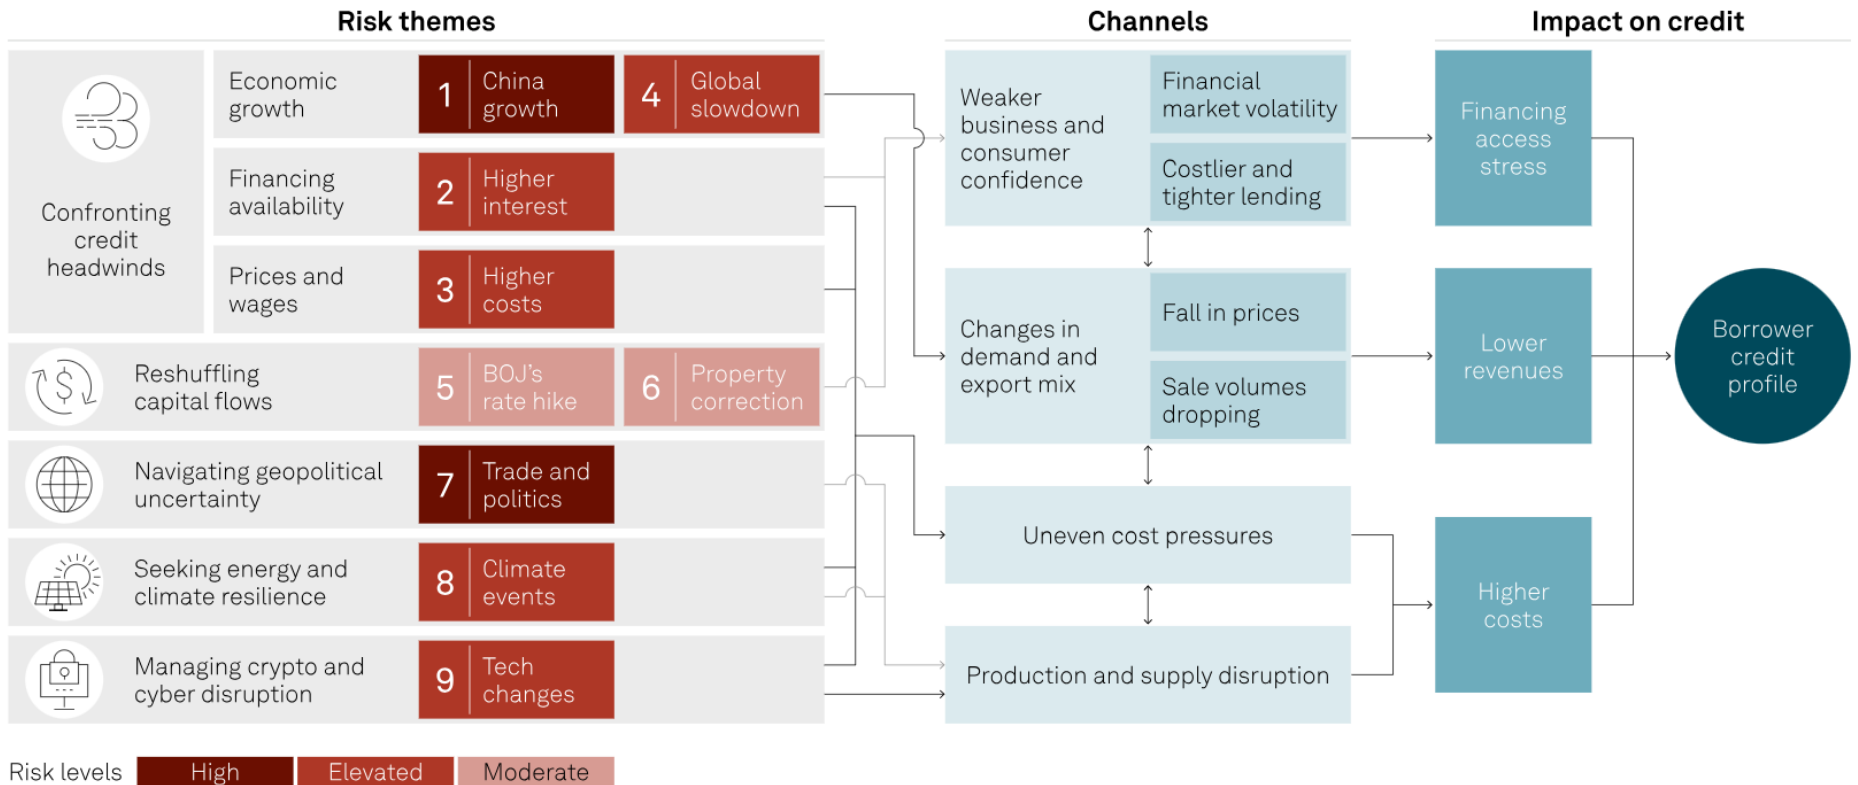 Risk themes
Channels
Impact on credit
Confronting
credit
headwinds
Economic
growth
1
China
growth
4
Global
slowdown
Financing
availability
2
Higher
interest
Prices and
wages
3
Higher
costs
Reshuffling
capital flows
5
BOJ's
rate hike
6
Property
correction
Navigating geopolitical
uncertainty
7
Trade and
politics
Seeking energy and
climate resilience
8
Climate
events
Managing crypto and
cyber disruption
9
Tech
changes
Weaker
business and
consumer
confidence
Financial
market volatility
Costlier and
tighter lending
Changes in
demand and
export mix
Fall in prices
Sale volumes
dropping
Uneven cost pressures
Production and supply disruption
Financing
access
stress
Lower
revenues
Higher
costs
Borrower
credit
profile
Risk levels
High
Elevated
Moderate